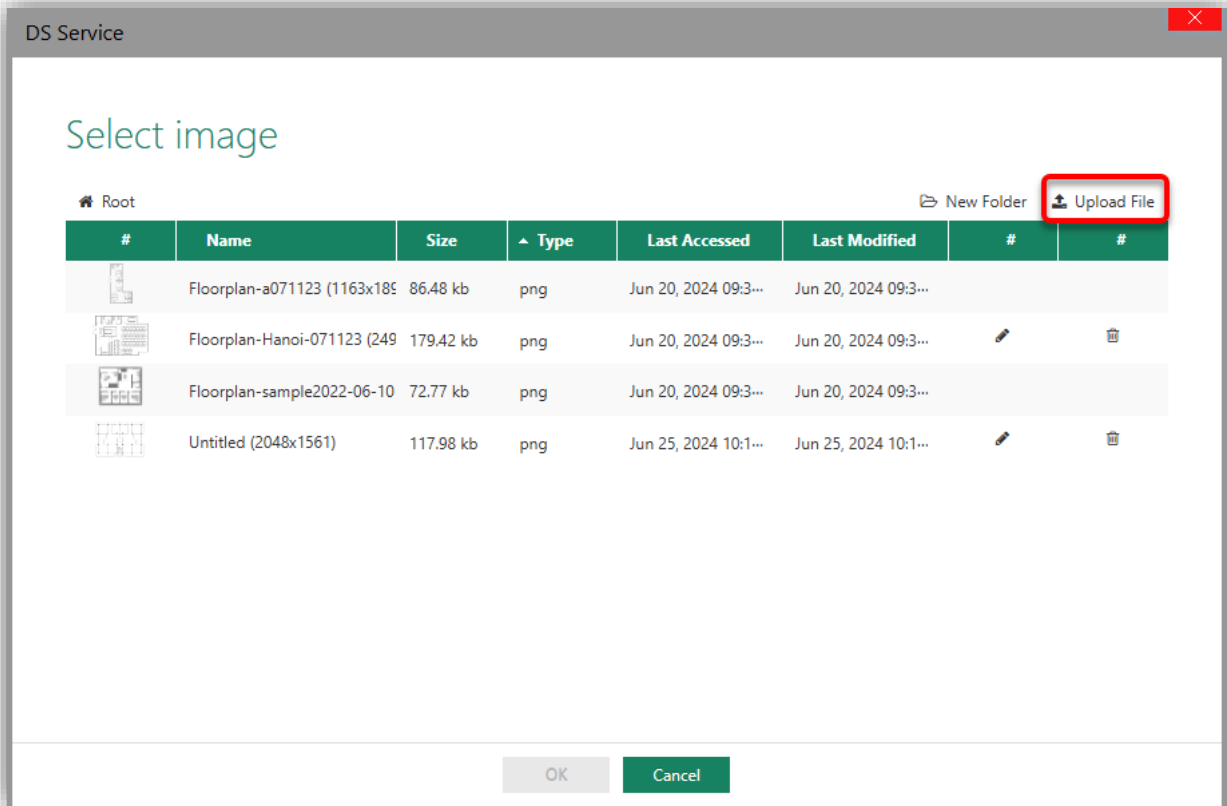 DS Service
Select image
Root New Folder Upload File
# Name Size Type Last Accessed Last Modified # #
Floorplan-a071123 (1163x189 86.48 kb png Jun 20, 2024 09:3... Jun 20, 2024 09:3...
Floorplan-Hanoi-071123 (249 179.42 kb png Jun 20, 2024 09:3... Jun 20, 2024 09:3...
Floorplan-sample2022-06-10 72.77 kb png Jun 20, 2024 09:3... Jun 20, 2024 09:3...
Untitled (2048x1561) 117.98 kb png Jun 25, 2024 10:1... Jun 25, 2024 10:1...
OK Cancel